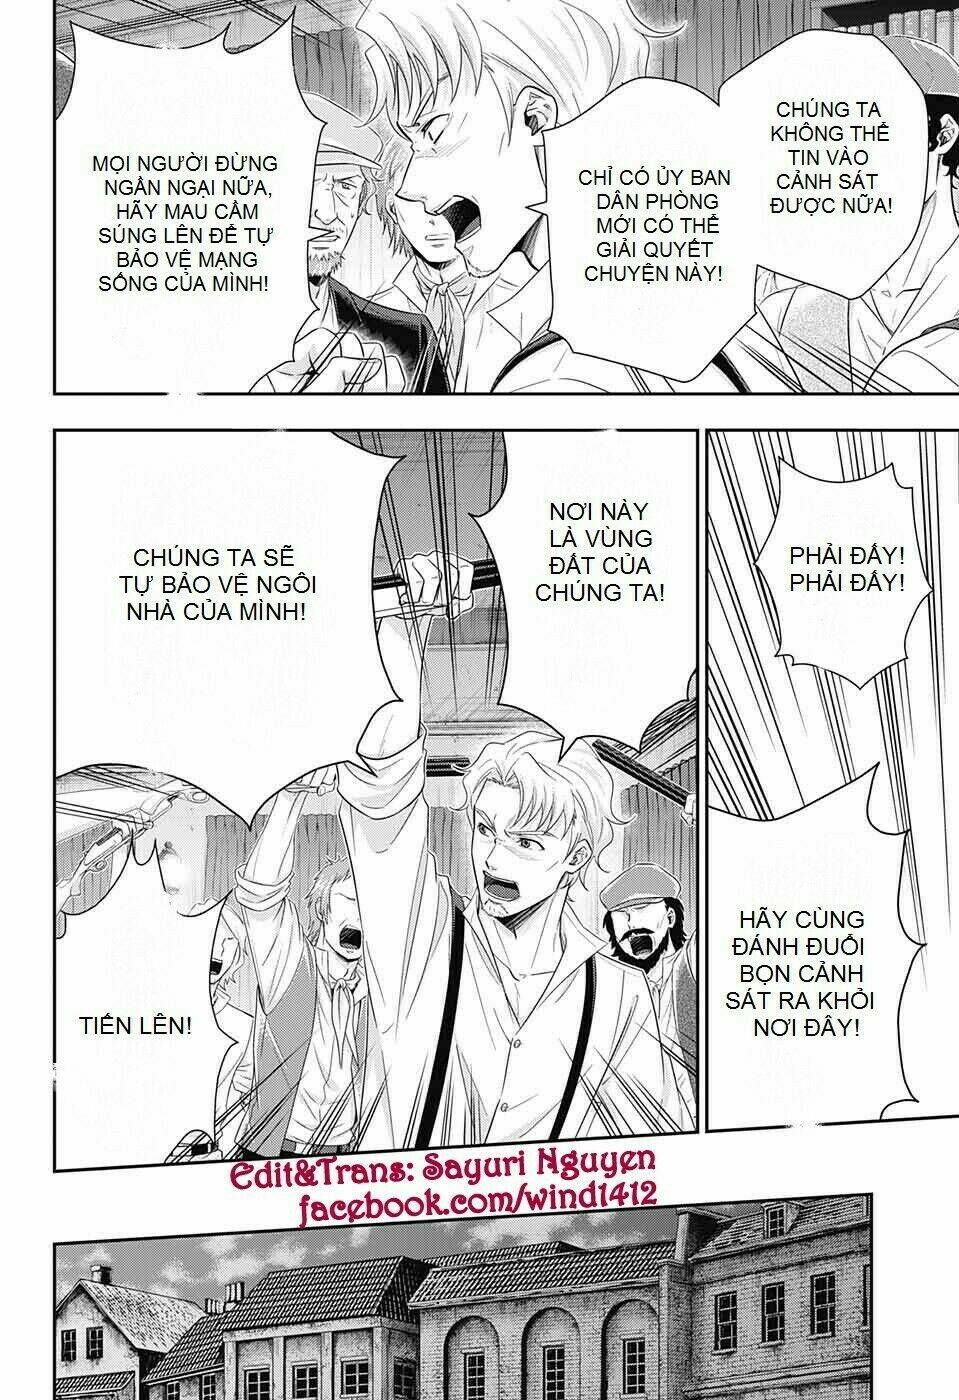 CHÚNG TA
KHÔNG THỂ
TIN VÀO
CẢNH SÁT
ĐƯỢC NỮA!
CHỈ CÓ ỦY BAN
DÂN PHÒNG
MỚI CÓ THỂ
GIẢI QUYẾT
CHUYỆN NÀY!
MỌI NGƯỜI ĐỪNG
NGẦN NGẠI NỮA,
HÃY MAU CẦM
SÚNG LÊN ĐỂ TỰ
BẢO VỆ MẠNG
SỐNG CỦA MÌNH!
PHẢI ĐẤY!
PHẢI ĐẤY!
HÃY CÙNG
ĐÁNH ĐUỔI
BỌN CẢNH
SÁT RA KHỎI
NƠI ĐÂY!
NƠI NÀY
LÀ VÙNG
ĐẤT CỦA
CHÚNG TA!
CHÚNG TA SẼ
TỰ BẢO VỆ NGÔI
NHÀ CỦA MÌNH!
TIẾN LÊN!
Edit&Trans: Sayuri Nguyen
facebook.com/wind1412